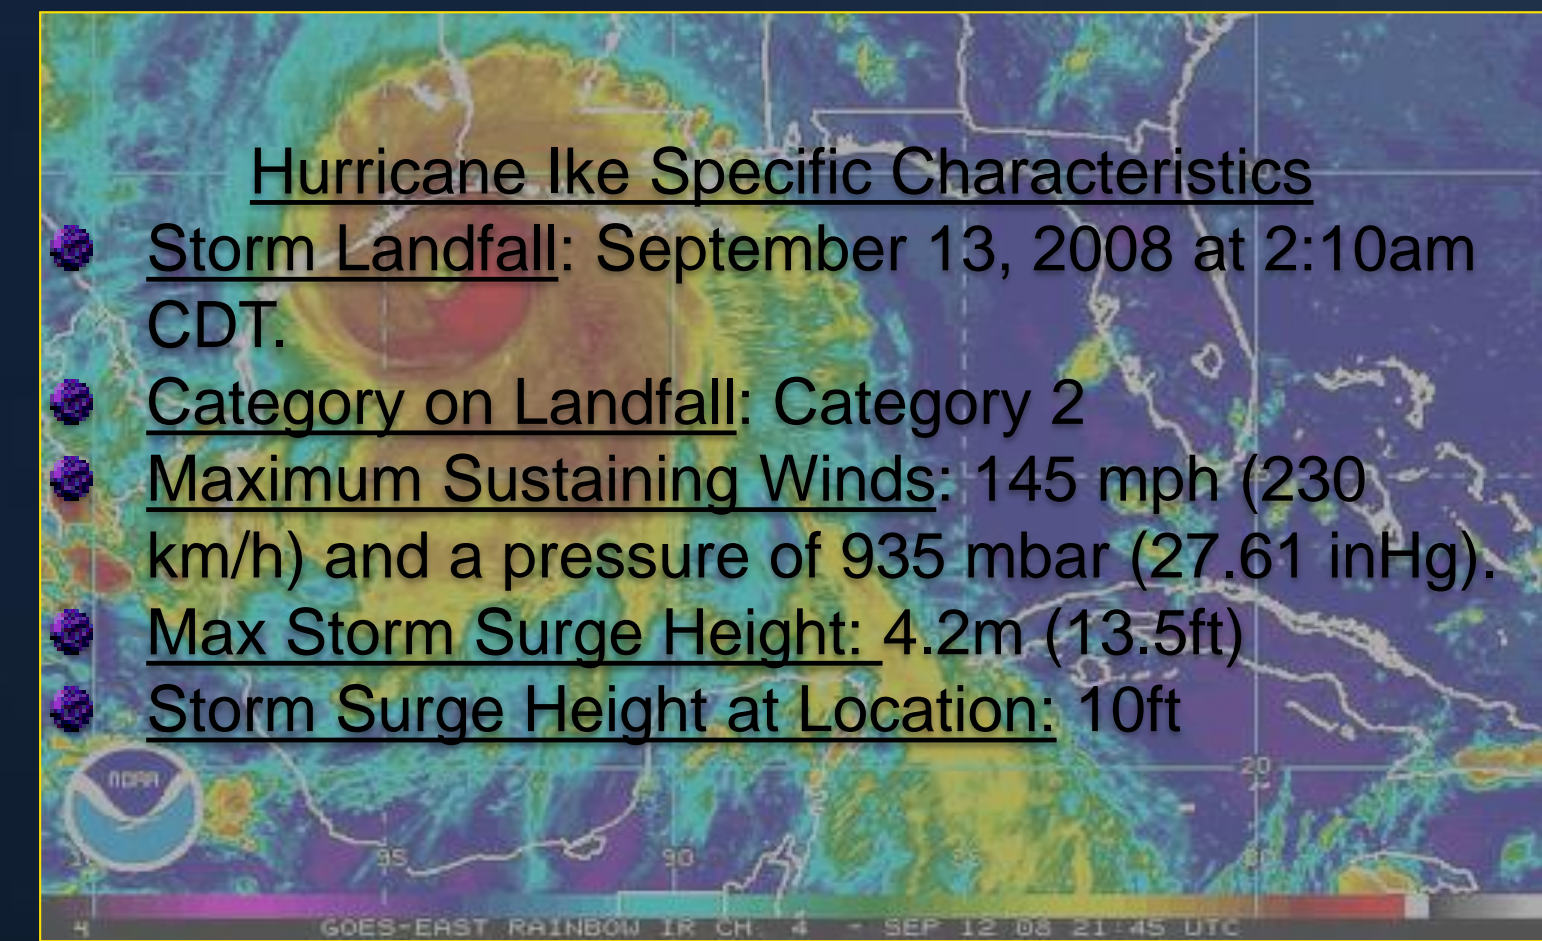 Hurricane Ike Specific Characteristics
Storm Landfall: September 13, 2008 at 2:10am
CDT.
Category on Landfall: Category 2
Maximum Sustaining Winds: 145 mph (230
km/h) and a pressure of 935 mbar (27.61 inHg).
Max Storm Surge Height: 4.2m (13.5ft)
Storm Surge Height at Location: 10ft
20
NOAA
95 90
4 GOES-EAST RAINBOW IR CH. 4 - SEP 12 08 21:45 UTC